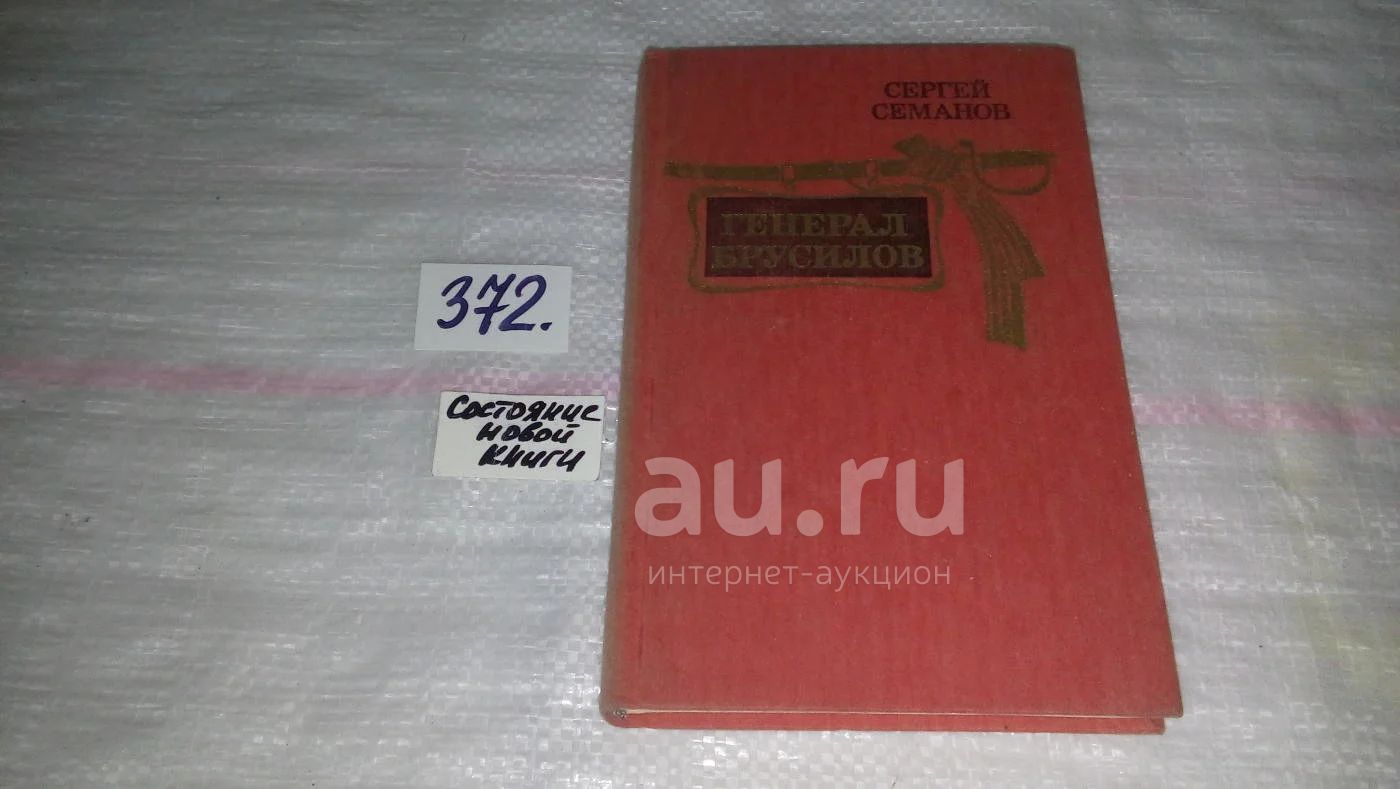 СЕРГЕЙ
СЕМАНОВ
ГЕНЕРАЛ
БРУСИЛОВ
372.
Состояние
новой
книги
au.ru
интернет-аукцион